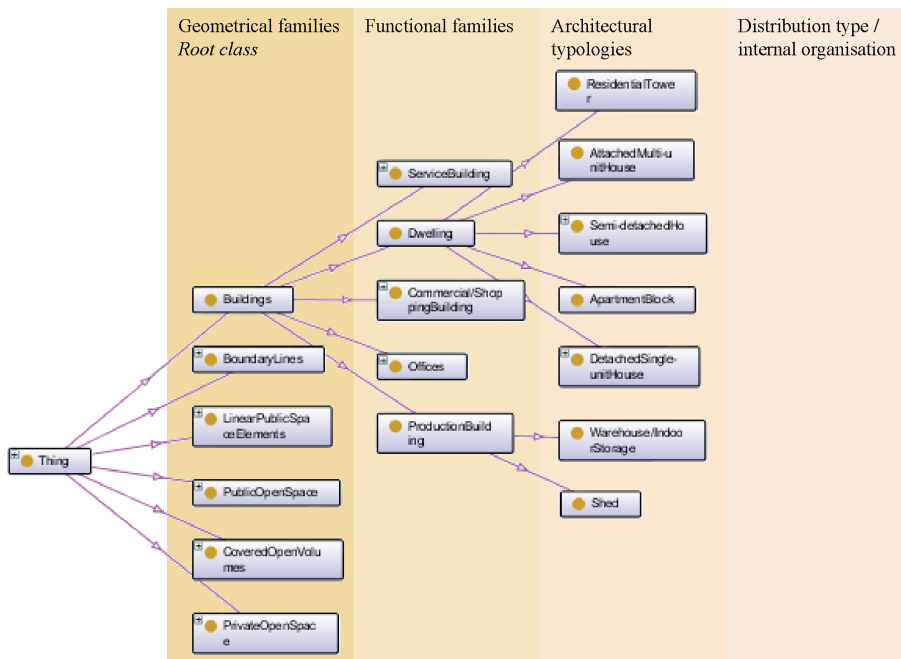 Geometrical families
Root class
Functional families
Architectural
typologies
Distribution type /
internal organisation
ResidentialTowe
r
AttachedMulti-u
nitHouse
ServiceBuilding
Semi-detachedHo
use
Dwelling
Buildings
Commercial/Shop
pingBuilding
ApartmentBlock
BoundaryLines
Offices
DetachedSingle-
unitHouse
LinearPublicSpa
ceElements
ProductionBuild
ing
Warehouse/Indoo
rStorage
Thing
PublicOpenSpace
Shed
CoveredOpenVolu
mes
PrivateOpenSpac
e